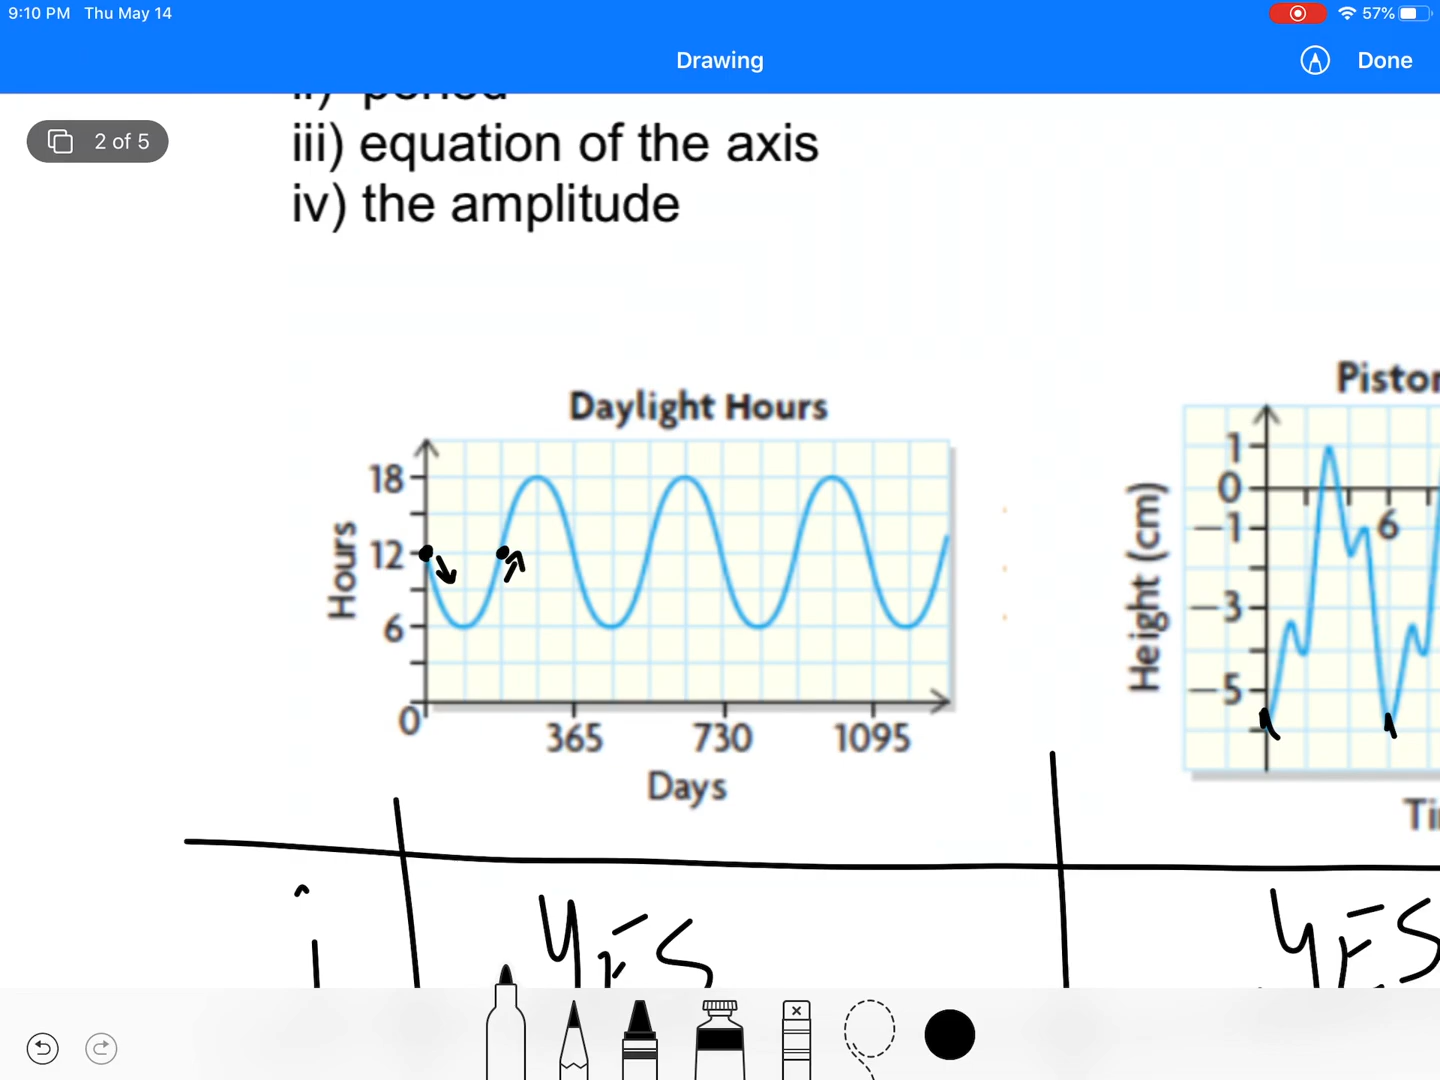 9:10 PM Thu May 14
57%
Drawing
Done
2 of 5
ii) period
iii) equation of the axis
iv) the amplitude
Daylight Hours
Hours
18
12
6
0
365 730 1095
Days
Height (cm)
1
0
-1
-3
-5
6
i
YES
YES